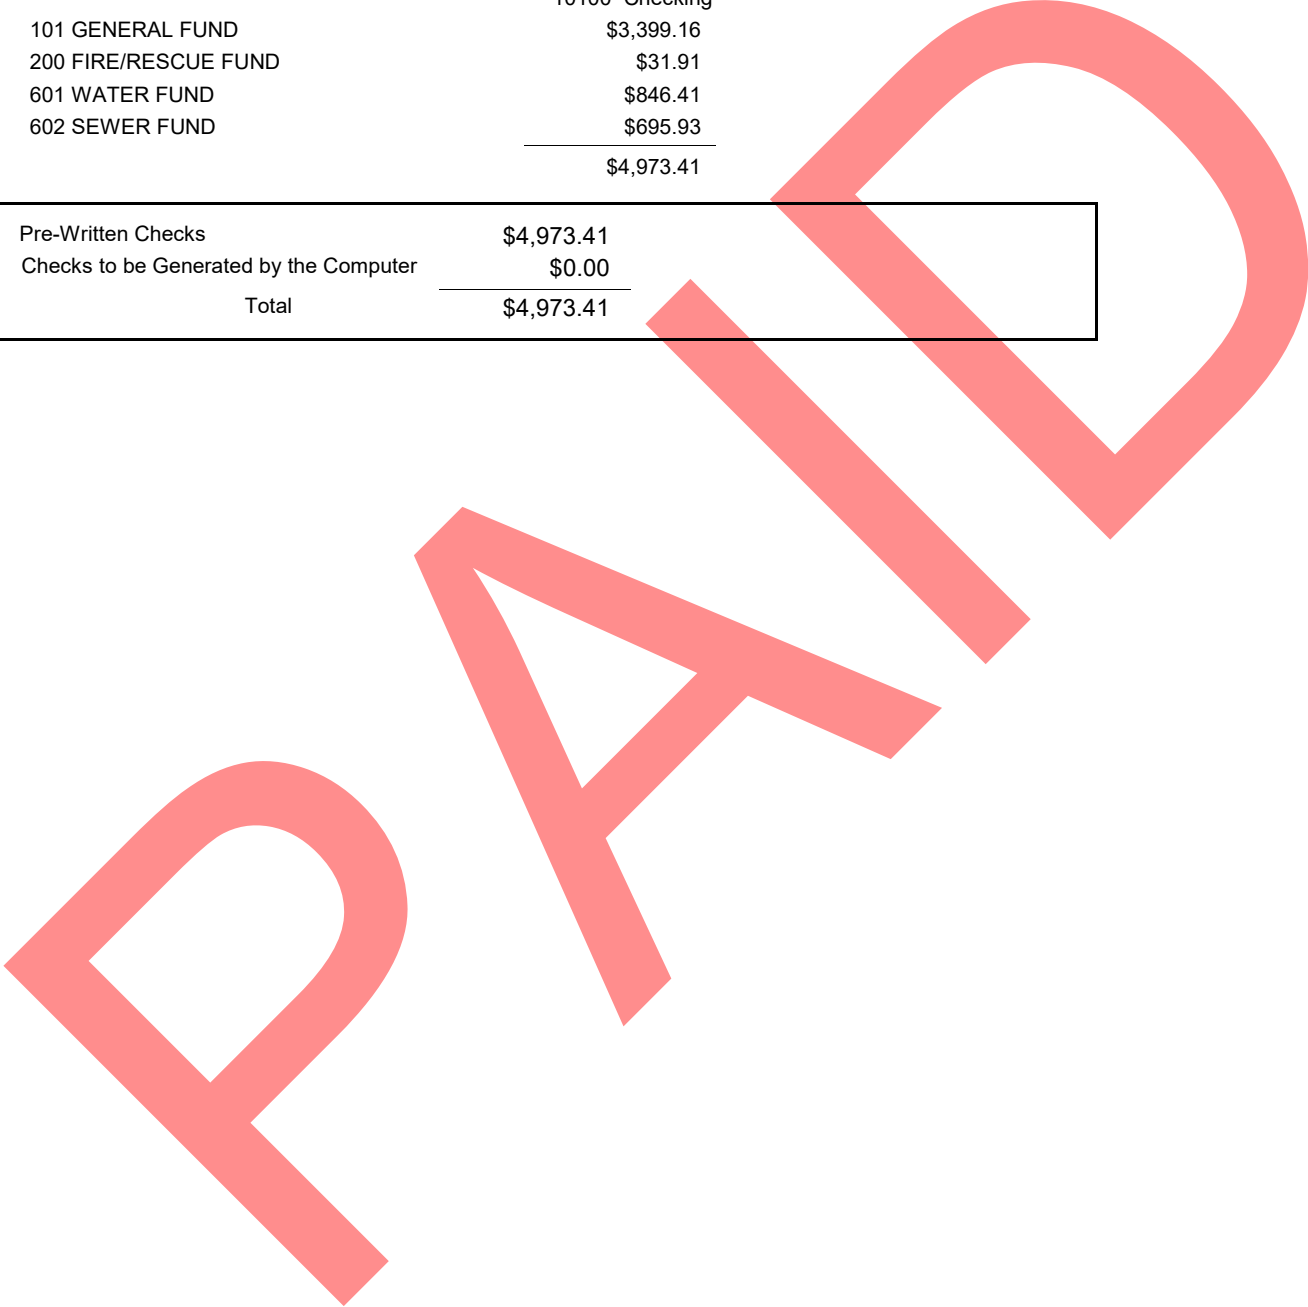 10100 Checking
101 GENERAL FUND $3,399.16
200 FIRE/RESCUE FUND $31.91
601 WATER FUND $846.41
602 SEWER FUND $695.93
$4,973.41
Pre-Written Checks $4,973.41
Checks to be Generated by the Computer $0.00
Total $4,973.41
PAID